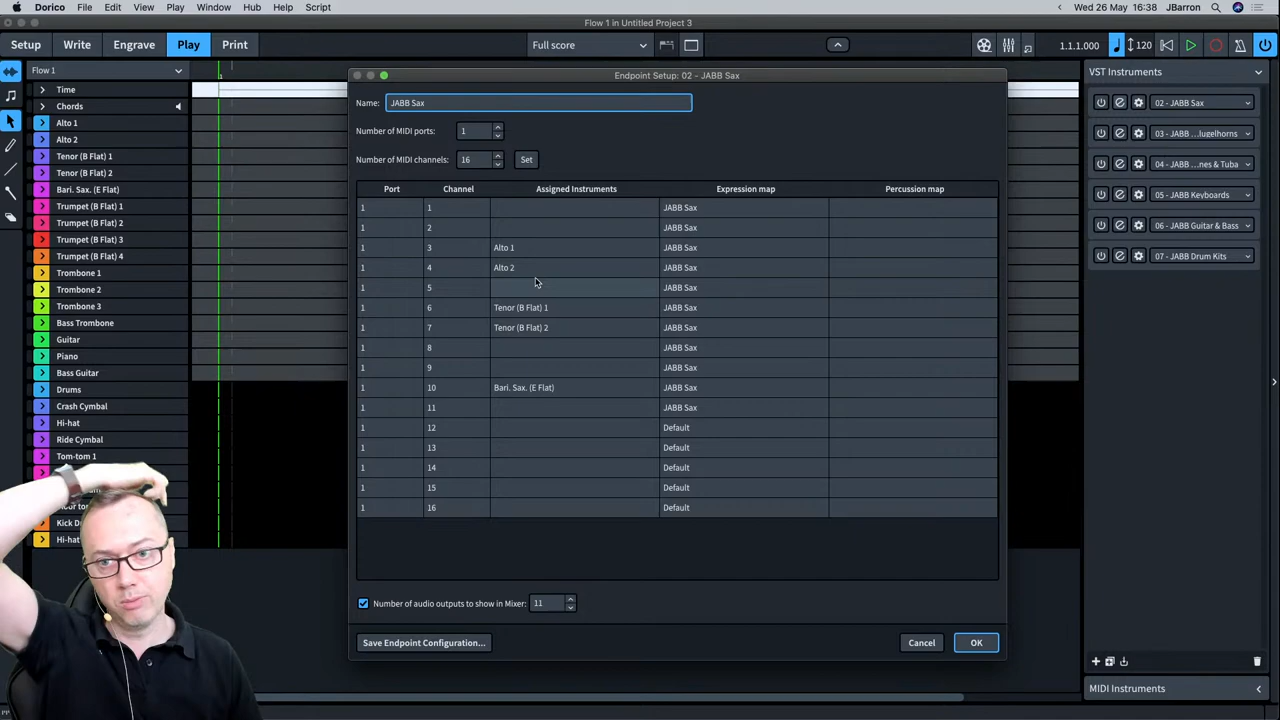 Dorico File Edit View Play Window Hub Help Script Wed 26 May 16:38 JBarron
Flow 1 in Untitled Project 3
Setup Write Engrave Play Print Full score 1.1.1.000 120
Flow 1
1
Time
Chords
Alto 1
Alto 2
Tenor (B Flat) 1
Tenor (B Flat) 2
Bari. Sax. (E Flat)
Trumpet (B Flat) 1
Trumpet (B Flat) 2
Trumpet (B Flat) 3
Trumpet (B Flat) 4
Trombone 1
Trombone 2
Trombone 3
Bass Trombone
Guitar
Piano
Bass Guitar
Drums
Crash Cymbal
Hi-hat
Ride Cymbal
Tom-tom 1
Kick D
Hi-hat
Endpoint Setup: 02 - JABB Sax
Name: JABB Sax
Number of MIDI ports: 1
Number of MIDI channels: 16 Set
Port Channel Assigned Instruments Expression map Percussion map
1 1 JABB Sax
1 2 JABB Sax
1 3 Alto 1 JABB Sax
1 4 Alto 2 JABB Sax
1 5 JABB Sax
1 6 Tenor (B Flat) 1 JABB Sax
1 7 Tenor (B Flat) 2 JABB Sax
1 8 JABB Sax
1 9 JABB Sax
1 10 Bari. Sax. (E Flat) JABB Sax
1 11 JABB Sax
1 12 Default
1 13 Default
1 14 Default
1 15 Default
1 16 Default
Number of audio outputs to show in Mixer: 11
Save Endpoint Configuration... Cancel OK
VST Instruments
02 - JABB Sax
03 - JABB ...lugelhorns
04 - JABB ...nes & Tuba
05 - JABB Keyboards
06 - JABB Guitar & Bass
07 - JABB Drum Kits
MIDI Instruments